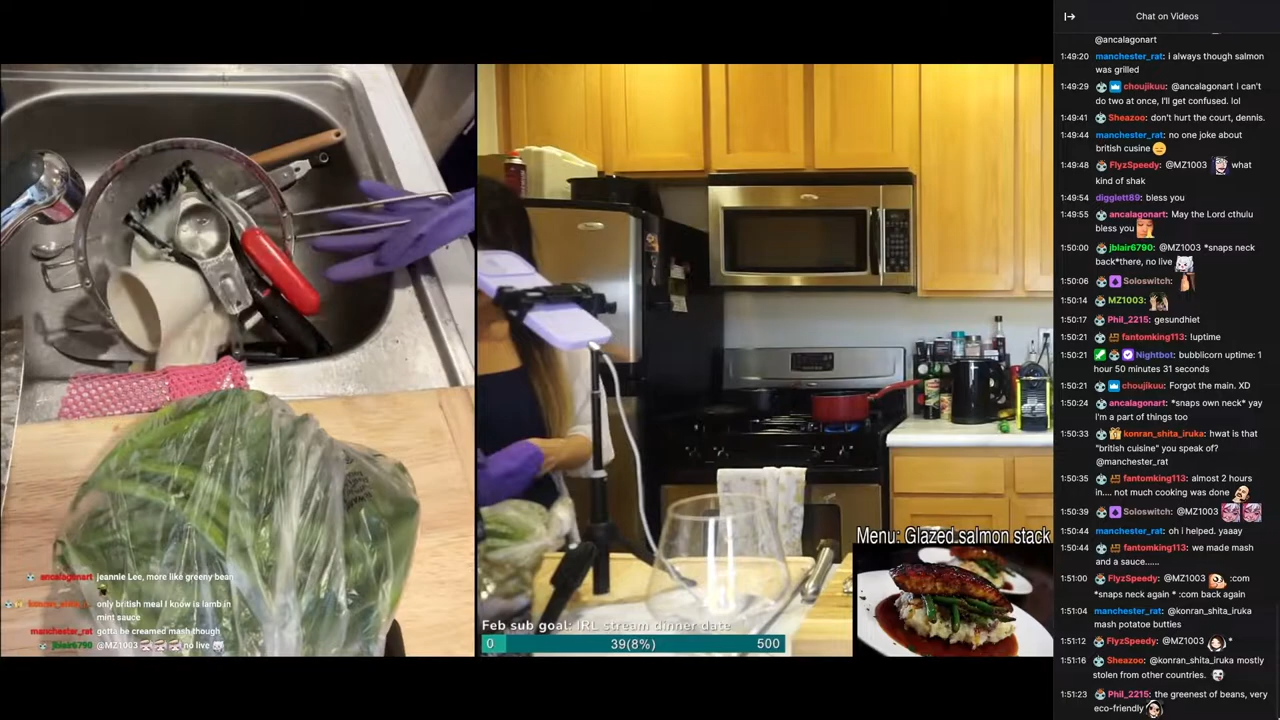 Chat on Videos
@ancalagonart
1:49:20 manchester_rat: i always though salmon
was grilled
1:49:29 choujikuu: @ancalagonart I can't
do two at once, I'll get confused. lol
1:49:41 Sheazoo: don't hurt the court, dennis.
1:49:44 manchester_rat: no one joke about
british cusine
1:49:48 FlyzSpeedy: @MZ1003 what
kind of shak
1:49:54 digglett89: bless you
1:49:55 ancalagonart: May the Lord cthuiu
bless you
1:50:00 jblair6790: @MZ1003 *snaps neck
back*there, no live
1:50:06 Soloswitch:
1:50:14 MZ1003:
1:50:17 Phil_2215: gesundhiet
1:50:21 fantomking113: !uptime
1:50:21 Nightbot: bubblicorn uptime: 1
hour 50 minutes 31 seconds
1:50:21 choujikuu: Forgot the main. XD
1:50:24 ancalagonart: *snaps own neck* yay
I'm a part of things too
1:50:33 konran_shita_iruka: hwat is that
"british cuisine" you speak of?
@manchester_rat
1:50:35 fantomking113: almost 2 hours
in.... not much cooking was done
1:50:39 Soloswitch: @MZ1003
1:50:44 manchester_rat: oh i helped. yaaay
1:50:44 fantomking113: we made mash
and a sauce......
1:51:00 FlyzSpeedy: @MZ1003 :com
*snaps neck again * :com back again
1:51:04 manchester_rat: @konran_shita_iruka
mash potatoe butties
1:51:12 FlyzSpeedy: @MZ1003 *
1:51:16 Sheazoo: @konran_shita_iruka mostly
stolen from other countries.
1:51:23 Phil_2215: the greenest of beans, very
eco-friendly
ancalagonart jeannie Lee, more like greeny bean
only british meal I know is lamb in
mint sauce
manchester_rat gotta be creamed mash though
jblair6790 @MZ1003 no live
Menu: Glazed salmon stack
Feb sub goal: IRL stream dinner date
0 39(8%) 500